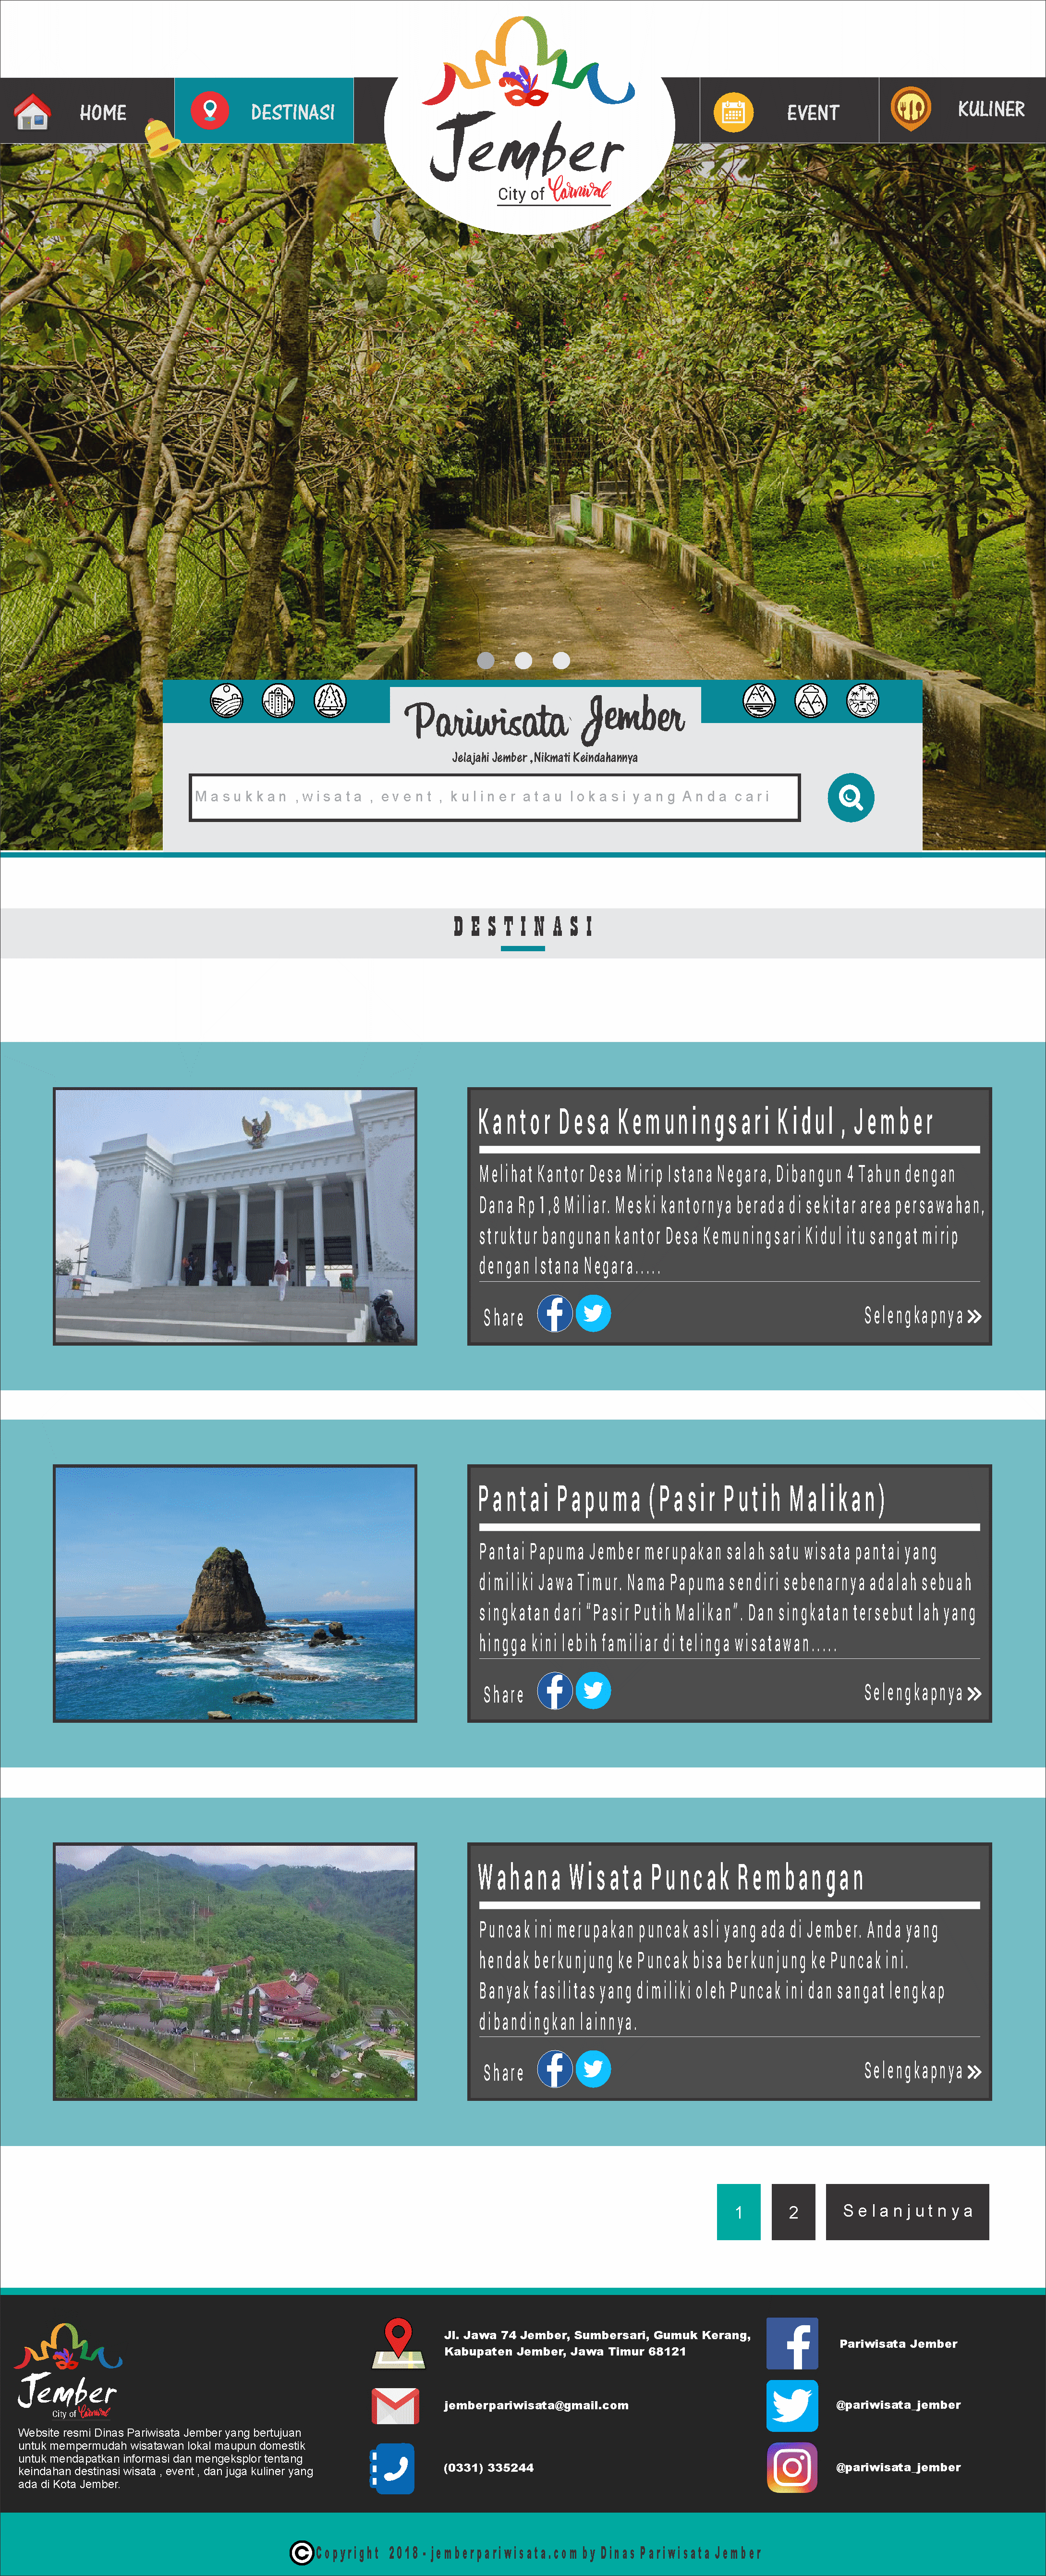 HOME
DESTINASI
Jember
City of Carnival
EVENT
KULINER
Pariwisata Jember
Jelajahi Jember ,Nikmati Keindahannya
Masukkan ,wisata , event , kuliner atau lokasi yang Anda cari
DESTINASI
Kantor Desa Kemuningsari Kidul , Jember
Melihat Kantor Desa Mirip Istana Negara, Dibangun 4 Tahun dengan
Dana Rp 1,8 Miliar. Meski kantornya berada di sekitar area persawahan,
struktur bangunan kantor Desa Kemuningsari Kidul itu sangat mirip
dengan Istana Negara.....
Share
Selengkapnya
Pantai Papuma (Pasir Putih Malikan)
Pantai Papuma Jember merupakan salah satu wisata pantai yang
dimiliki Jawa Timur. Nama Papuma sendiri sebenarnya adalah sebuah
singkatan dari “Pasir Putih Malikan”. Dan singkatan tersebut lah yang
hingga kini lebih familiar di telinga wisatawan.....
Share
Selengkapnya
Wahana Wisata Puncak Rembangan
Puncak ini merupakan puncak asli yang ada di Jember. Anda yang
hendak berkunjung ke Puncak bisa berkunjung ke Puncak ini.
Banyak fasilitas yang dimiliki oleh Puncak ini dan sangat lengkap
dibandingkan lainnya.
Share
Selengkapnya
1
2
Selanjutnya
Jember
City of Carnival
Website resmi Dinas Pariwisata Jember yang bertujuan
untuk mempermudah wisatawan lokal maupun domestik
untuk mendapatkan informasi dan mengeksplor tentang
keindahan destinasi wisata , event , dan juga kuliner yang
ada di Kota Jember.
Jl. Jawa 74 Jember, Sumbersari, Gumuk Kerang,
Kabupaten Jember, Jawa Timur 68121
jemberpariwisata@gmail.com
(0331) 335244
Pariwisata Jember
@pariwisata_jember
@pariwisata_jember
© Copyright 2018 - jemberpariwisata.com by Dinas Pariwisata Jember